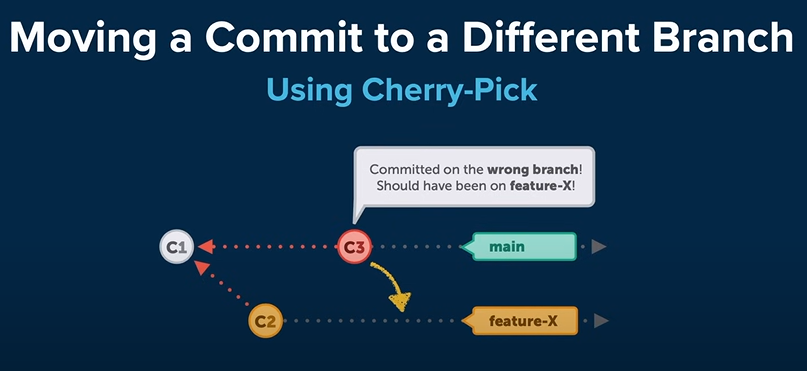 Moving a Commit to a Different Branch
Using Cherry-Pick
Committed on the wrong branch!
Should have been on feature-X!
C1
C3
main
C2
feature-X